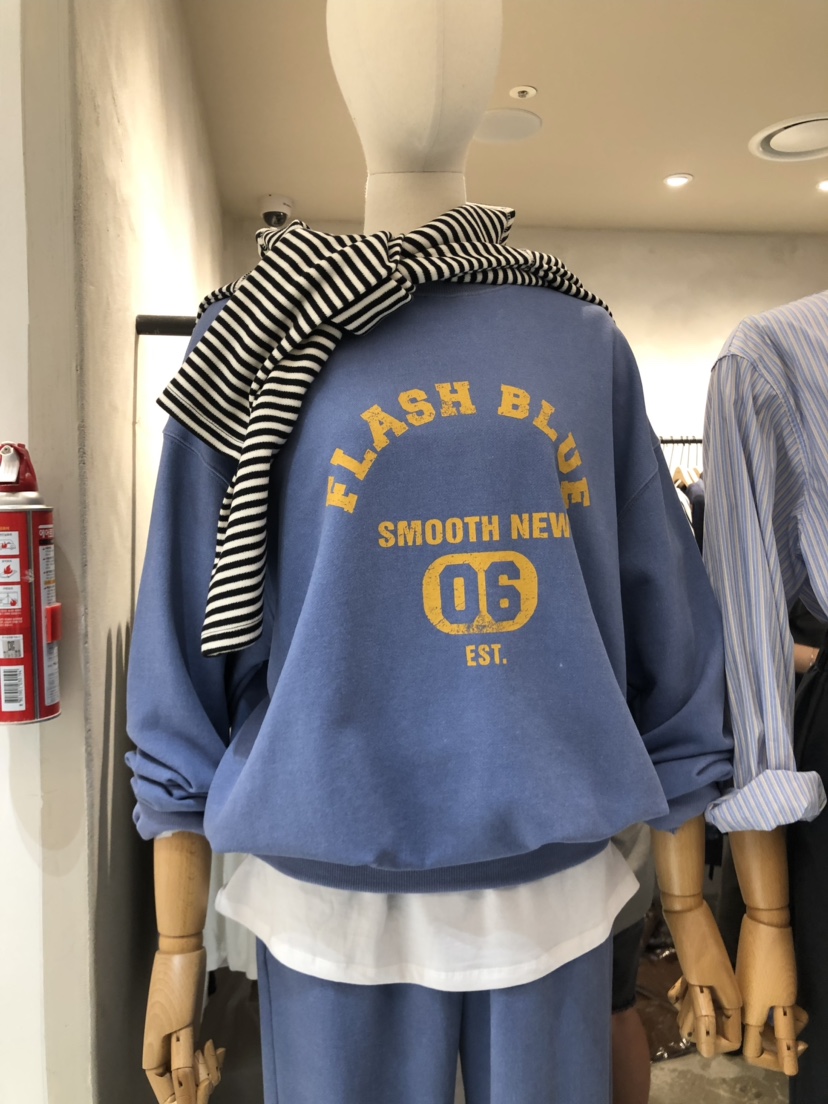 FLASH BLUE
SMOOTH NEW
06
EST.